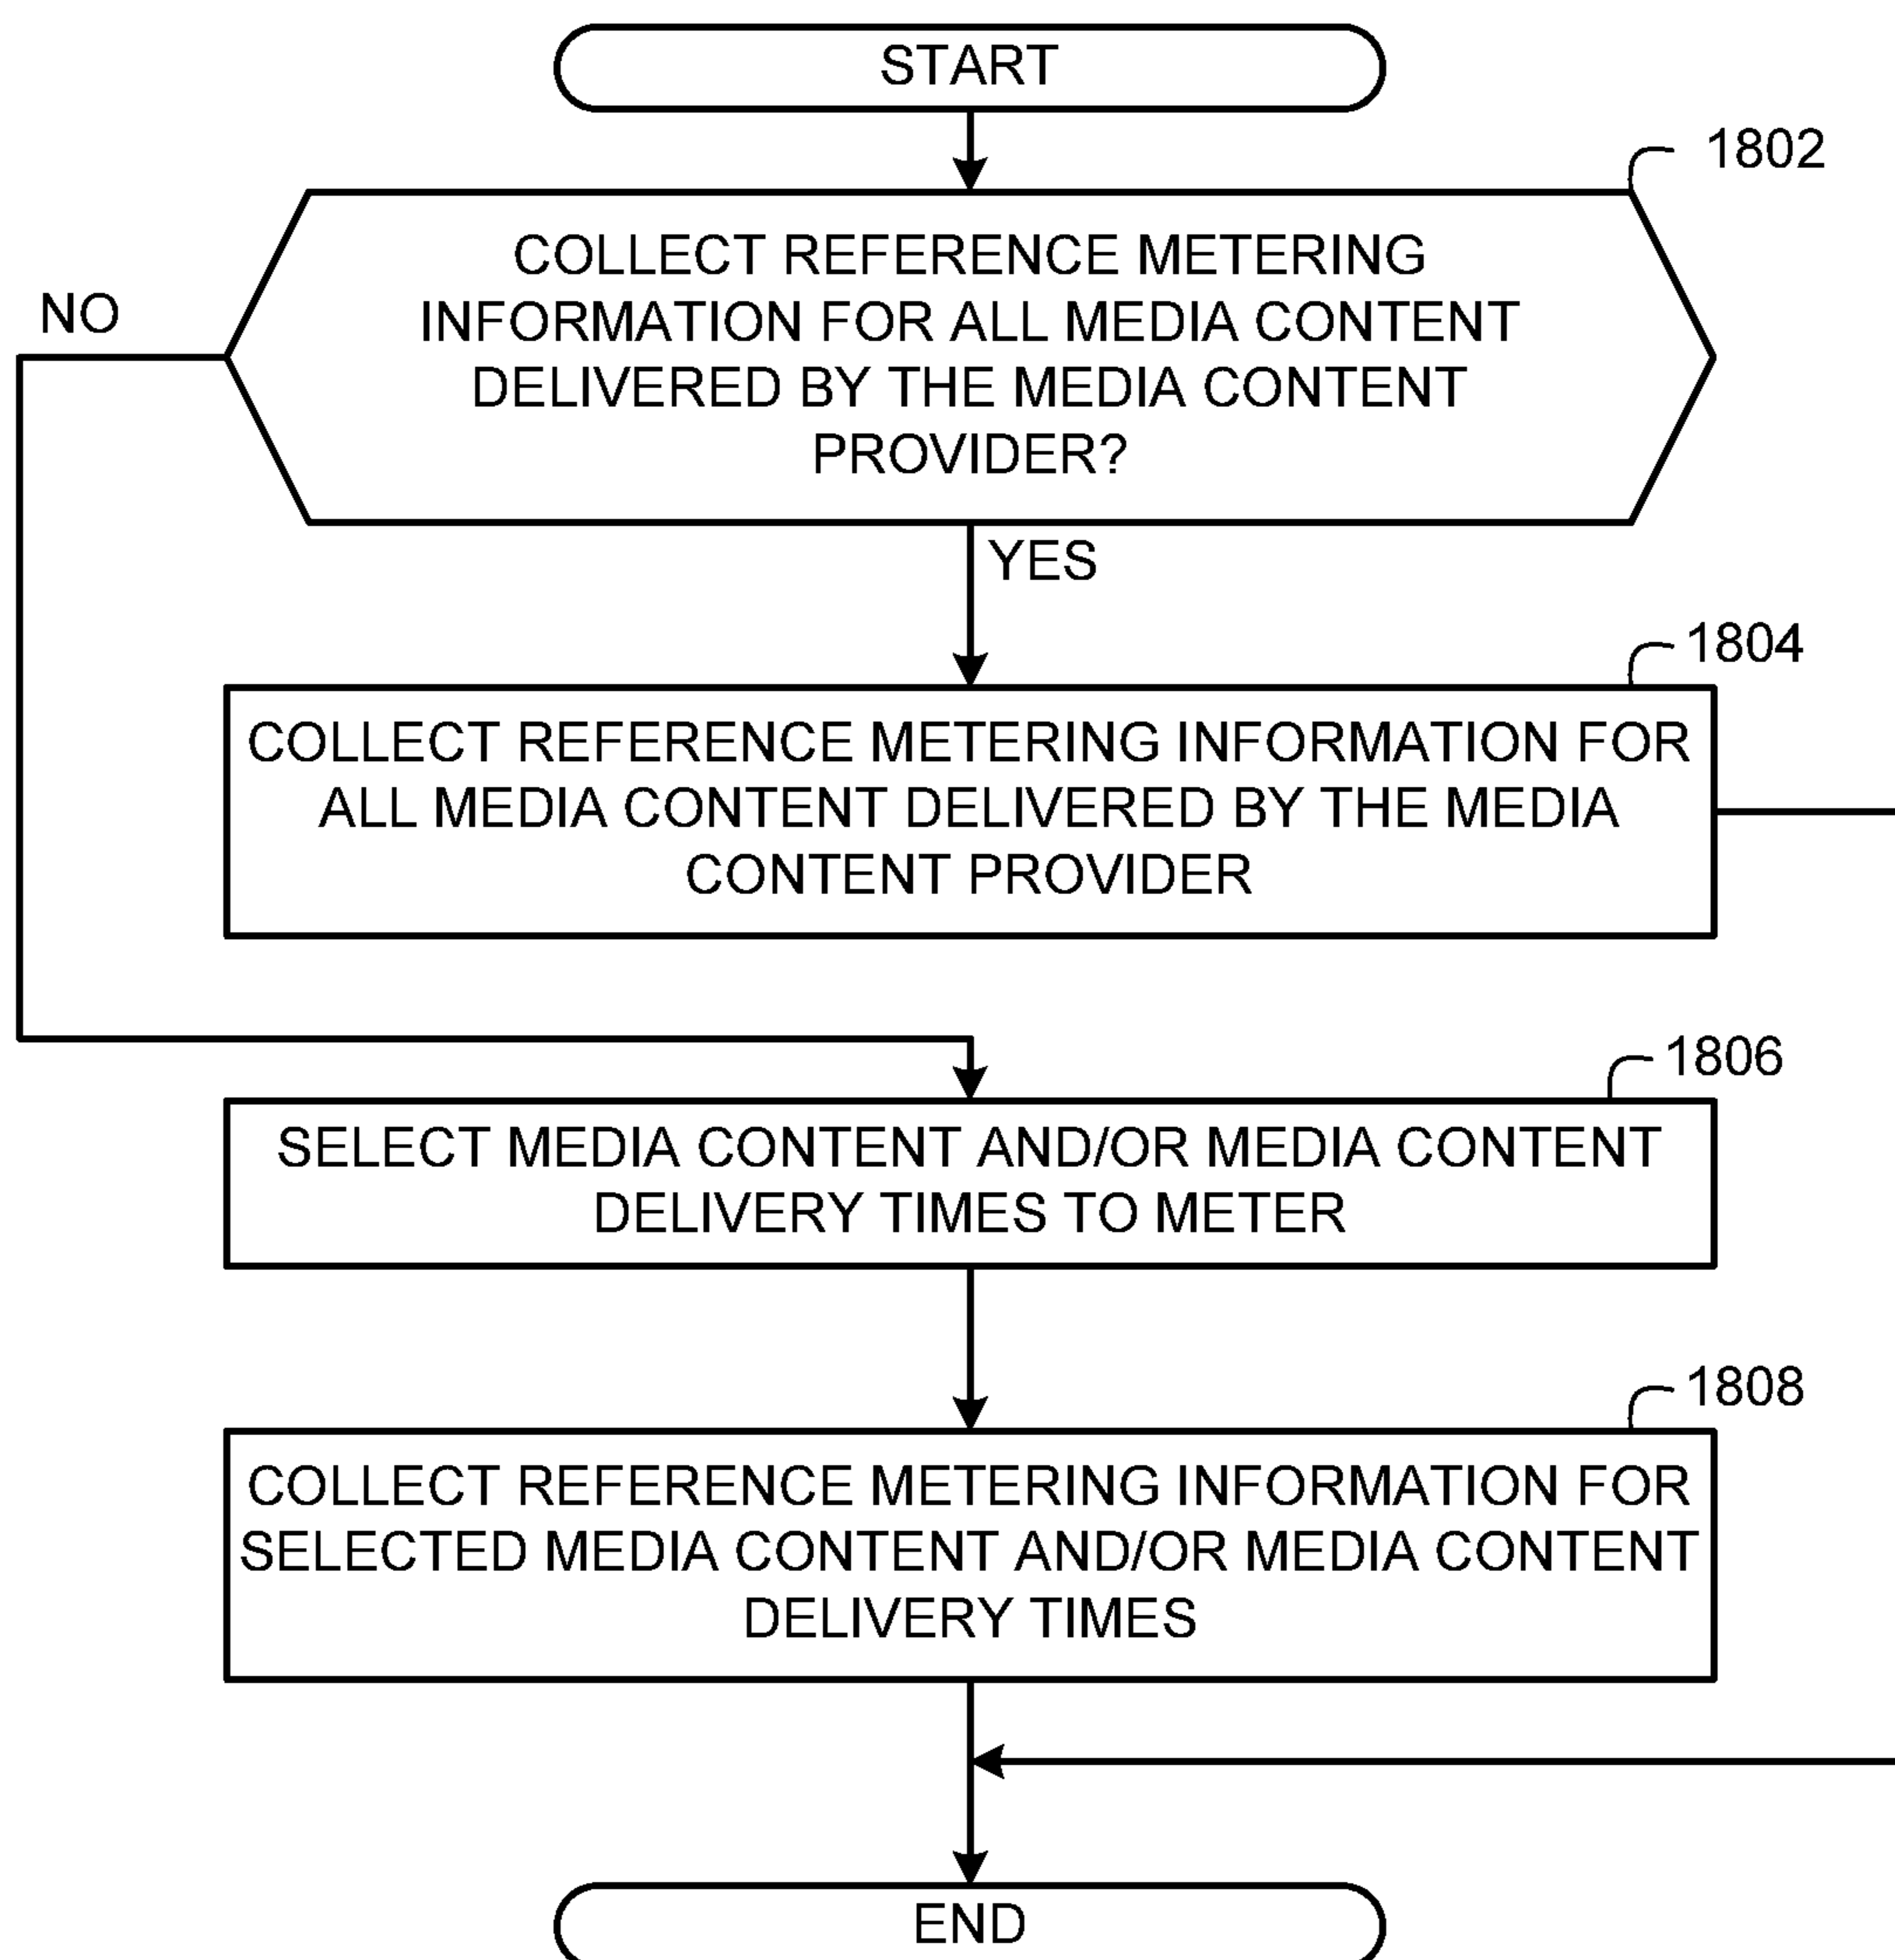 START
1802
COLLECT REFERENCE METERING
INFORMATION FOR ALL MEDIA CONTENT
DELIVERED BY THE MEDIA CONTENT
PROVIDER?
NO
YES
1804
COLLECT REFERENCE METERING INFORMATION FOR
ALL MEDIA CONTENT DELIVERED BY THE MEDIA
CONTENT PROVIDER
1806
SELECT MEDIA CONTENT AND/OR MEDIA CONTENT
DELIVERY TIMES TO METER
1808
COLLECT REFERENCE METERING INFORMATION FOR
SELECTED MEDIA CONTENT AND/OR MEDIA CONTENT
DELIVERY TIMES
END